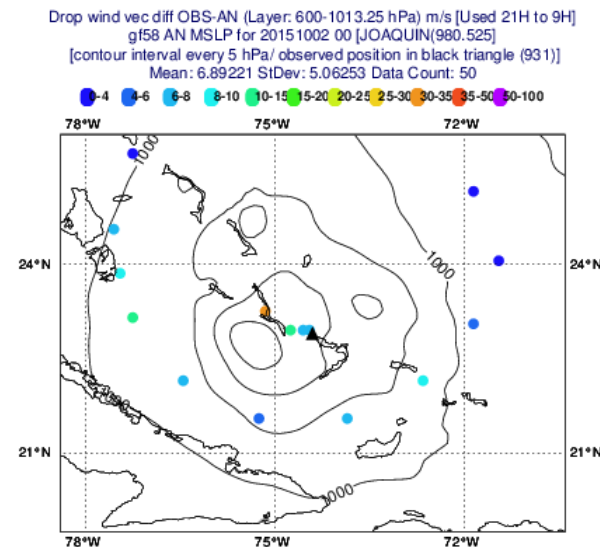 Drop wind vec diff OBS-AN (Layer: 600-1013.25 hPa) m/s [Used 21H to 9H]
gf58 AN MSLP for 20151002 00 [JOAQUIN(980.525]
[contour interval every 5 hPa/ observed position in black triangle (931)]
Mean: 6.89221 StDev: 5.06253 Data Count: 50
0-4 4-6 6-8 8-10 10-15 15-20 20-25 25-30 30-35 35-50 50-100
78°W 75°W 72°W
1000
1000
24°N 24°N
21°N 21°N
1000
78°W 75°W 72°W